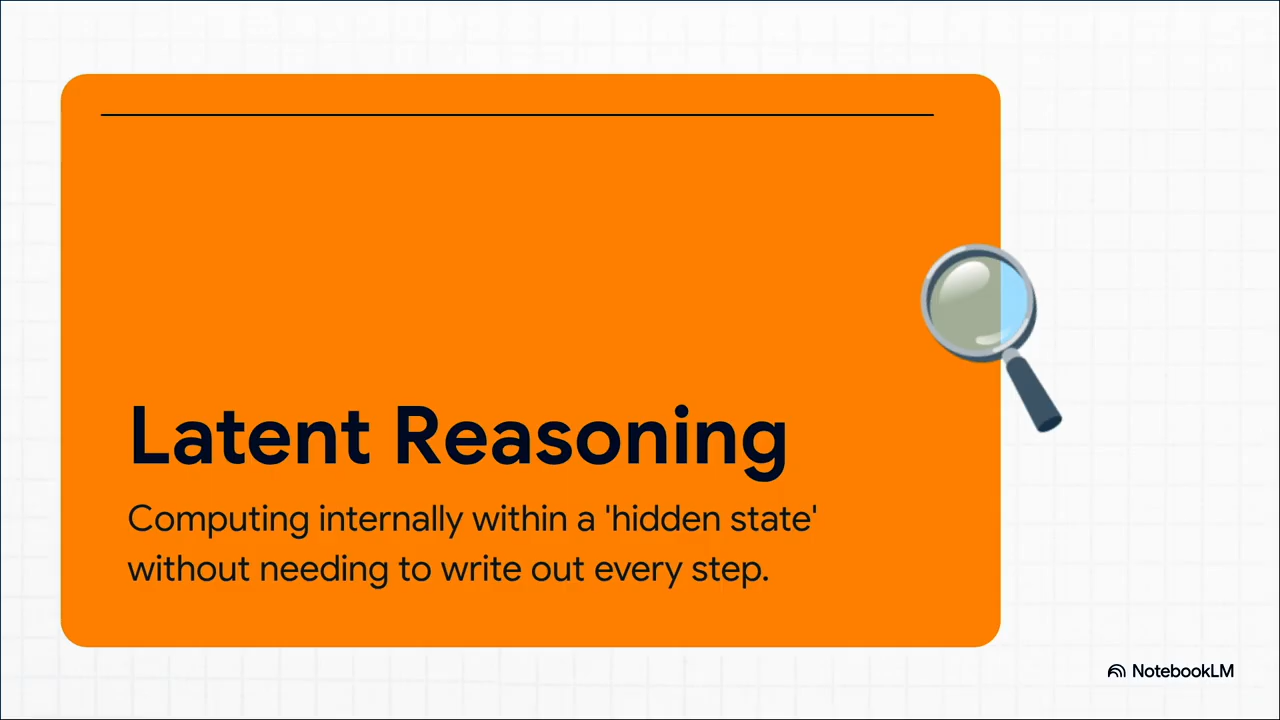 Latent Reasoning
Computing internally within a 'hidden state'
without needing to write out every step.
NotebookLM